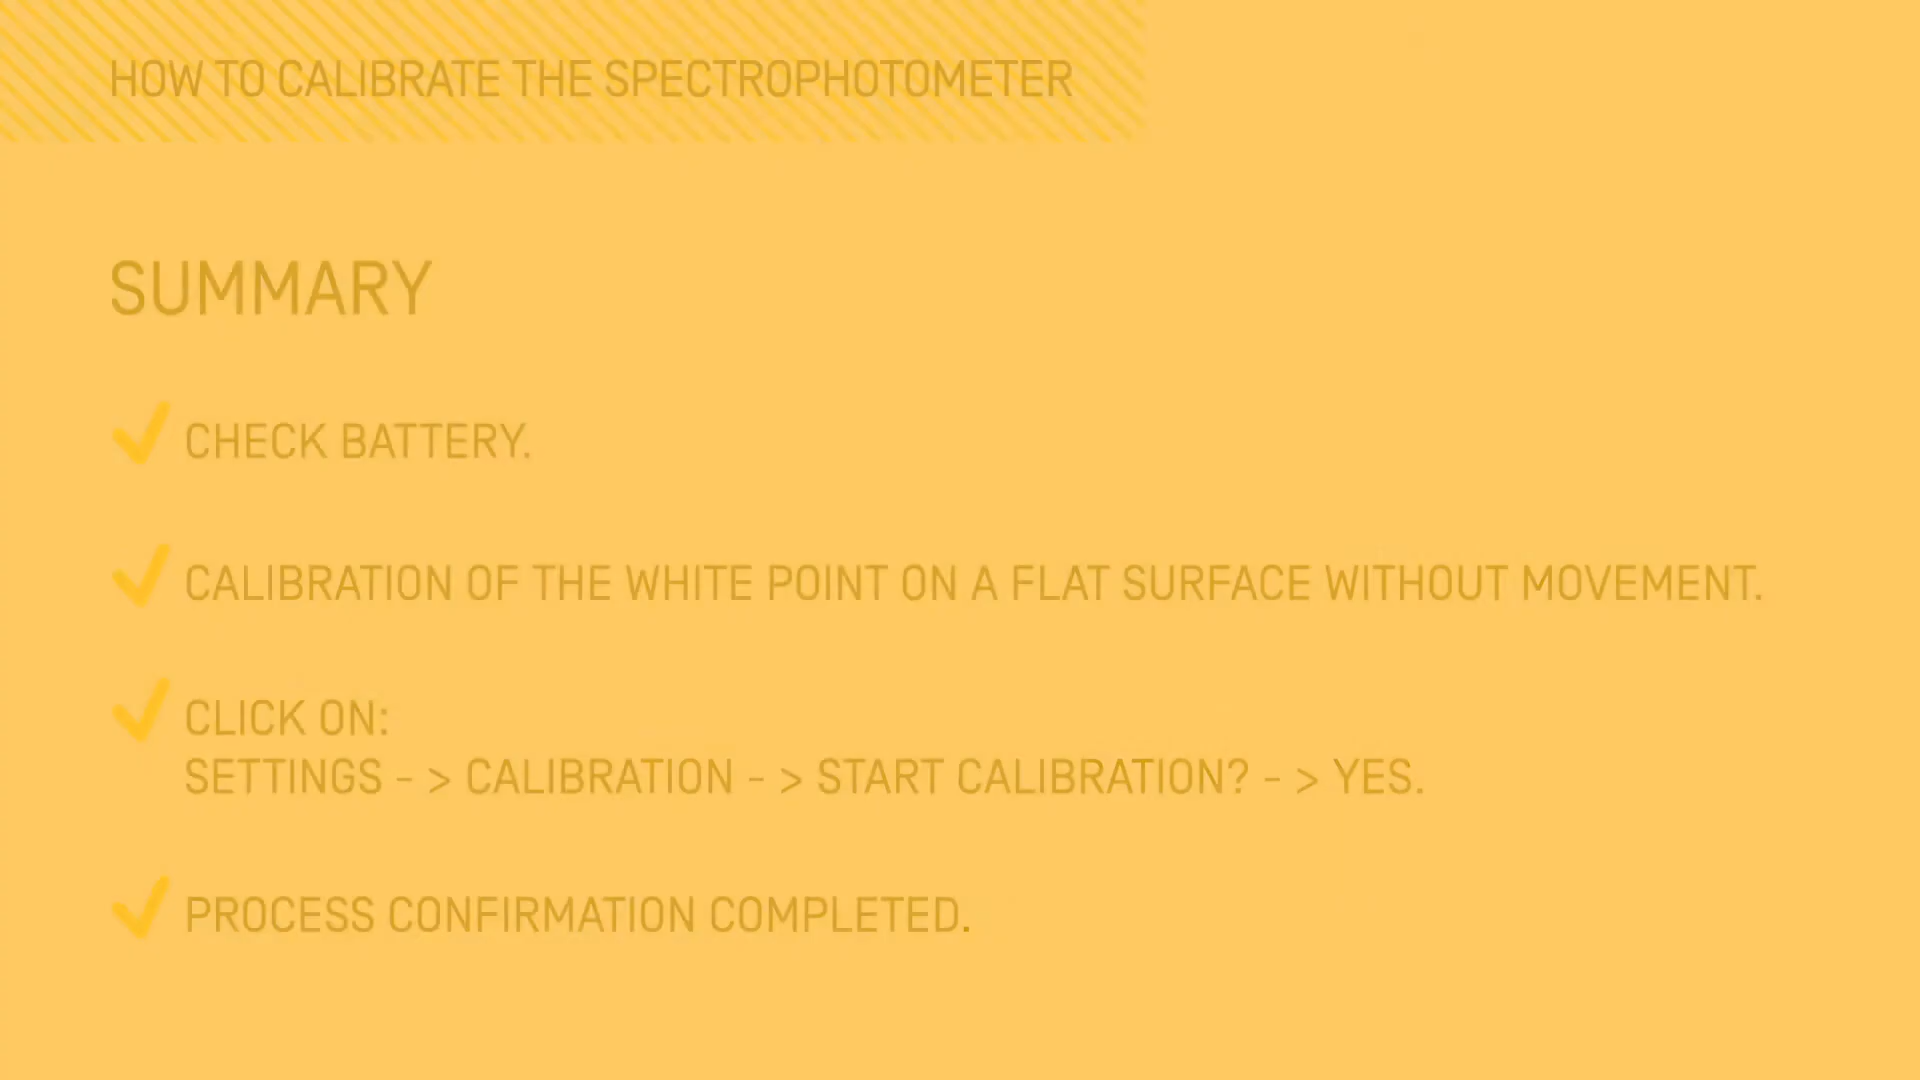 HOW TO CALIBRATE THE SPECTROPHOTOMETER
SUMMARY
CHECK BATTERY.
CALIBRATION OF THE WHITE POINT ON A FLAT SURFACE WITHOUT MOVEMENT.
CLICK ON:
SETTINGS - > CALIBRATION - > START CALIBRATION? - > YES.
PROCESS CONFIRMATION COMPLETED.